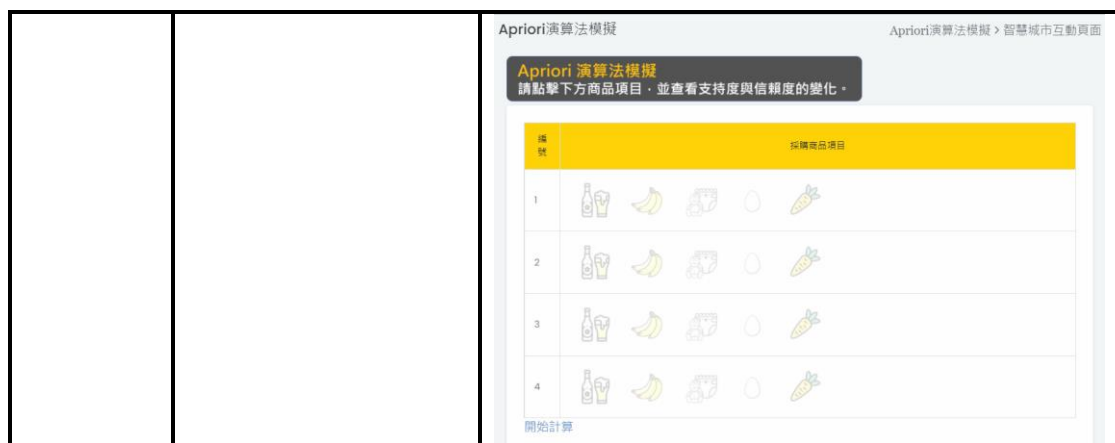 Apriori演算法模擬
Apriori演算法模擬 > 智慧城市互動頁面
Apriori 演算法模擬
請點擊下方商品項目，並查看支持度與信賴度的變化。
編號
採購商品項目
1
2
3
4
開始計算